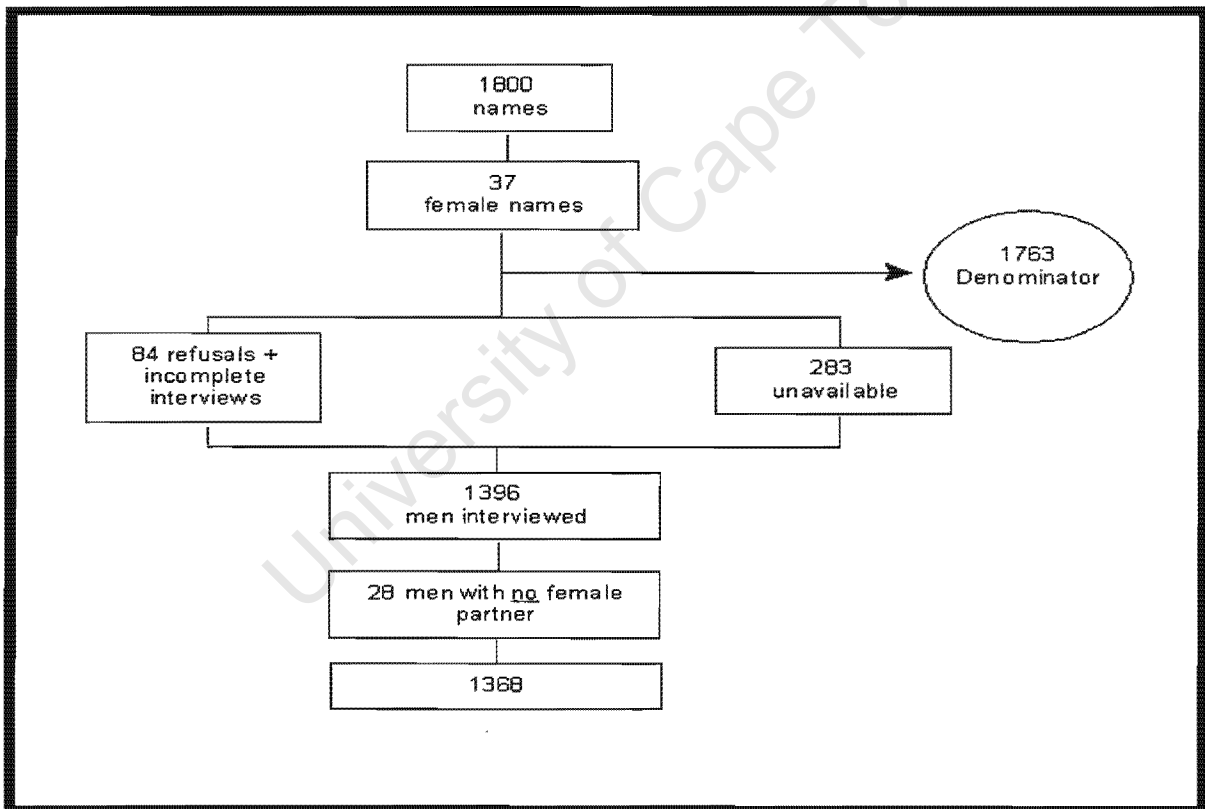 1800
names
37
female names
1763
Denominator
84 refusals +
incomplete
interviews
283
unavailable
1396
men interviewed
28 men with no female
partner
1368
University of Cape To